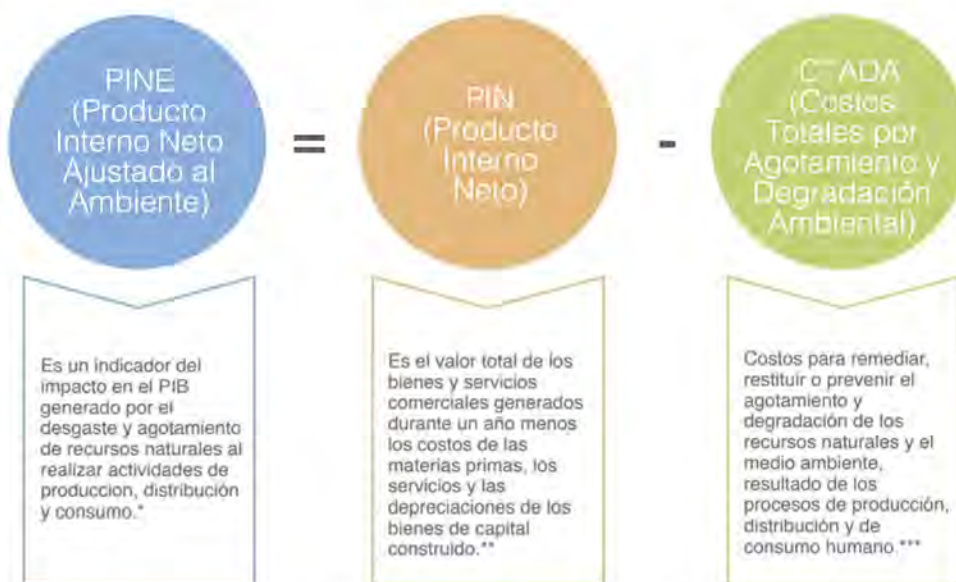 PINE
(Producto
Interno Neto
Ajustado al
Ambiente)
=
PIN
(Producto
Interno
Neto)
-
(Costos
Totales por
Agotamiento y
Degradación
Ambiental)
Es un indicador del
impacto en el PIB
generado por el
desgaste y agotamiento
de recursos naturales al
realizar actividades de
produccion, distribución
y consumo.*
Es el valor total de los
bienes y servicios
comerciales generados
durante un año menos
los costos de las
materias primas, los
servicios y las
depreciaciones de los
bienes de capital
construido.**
Costos para remediar,
restituir o prevenir el
agotamiento y
degradación de los
recursos naturales y el
medio ambiente,
resultado de los
procesos de producción,
distribución y de
consumo humano.***